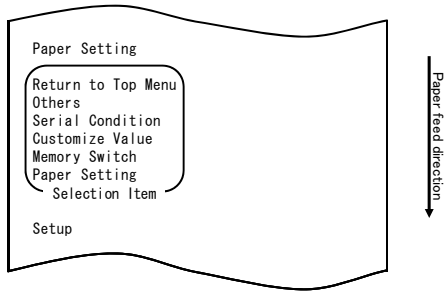 Paper Setting
Return to Top Menu
Others
Serial Condition
Customize Value
Memory Switch
Paper Setting
Selection Item
Setup
Paper feed direction